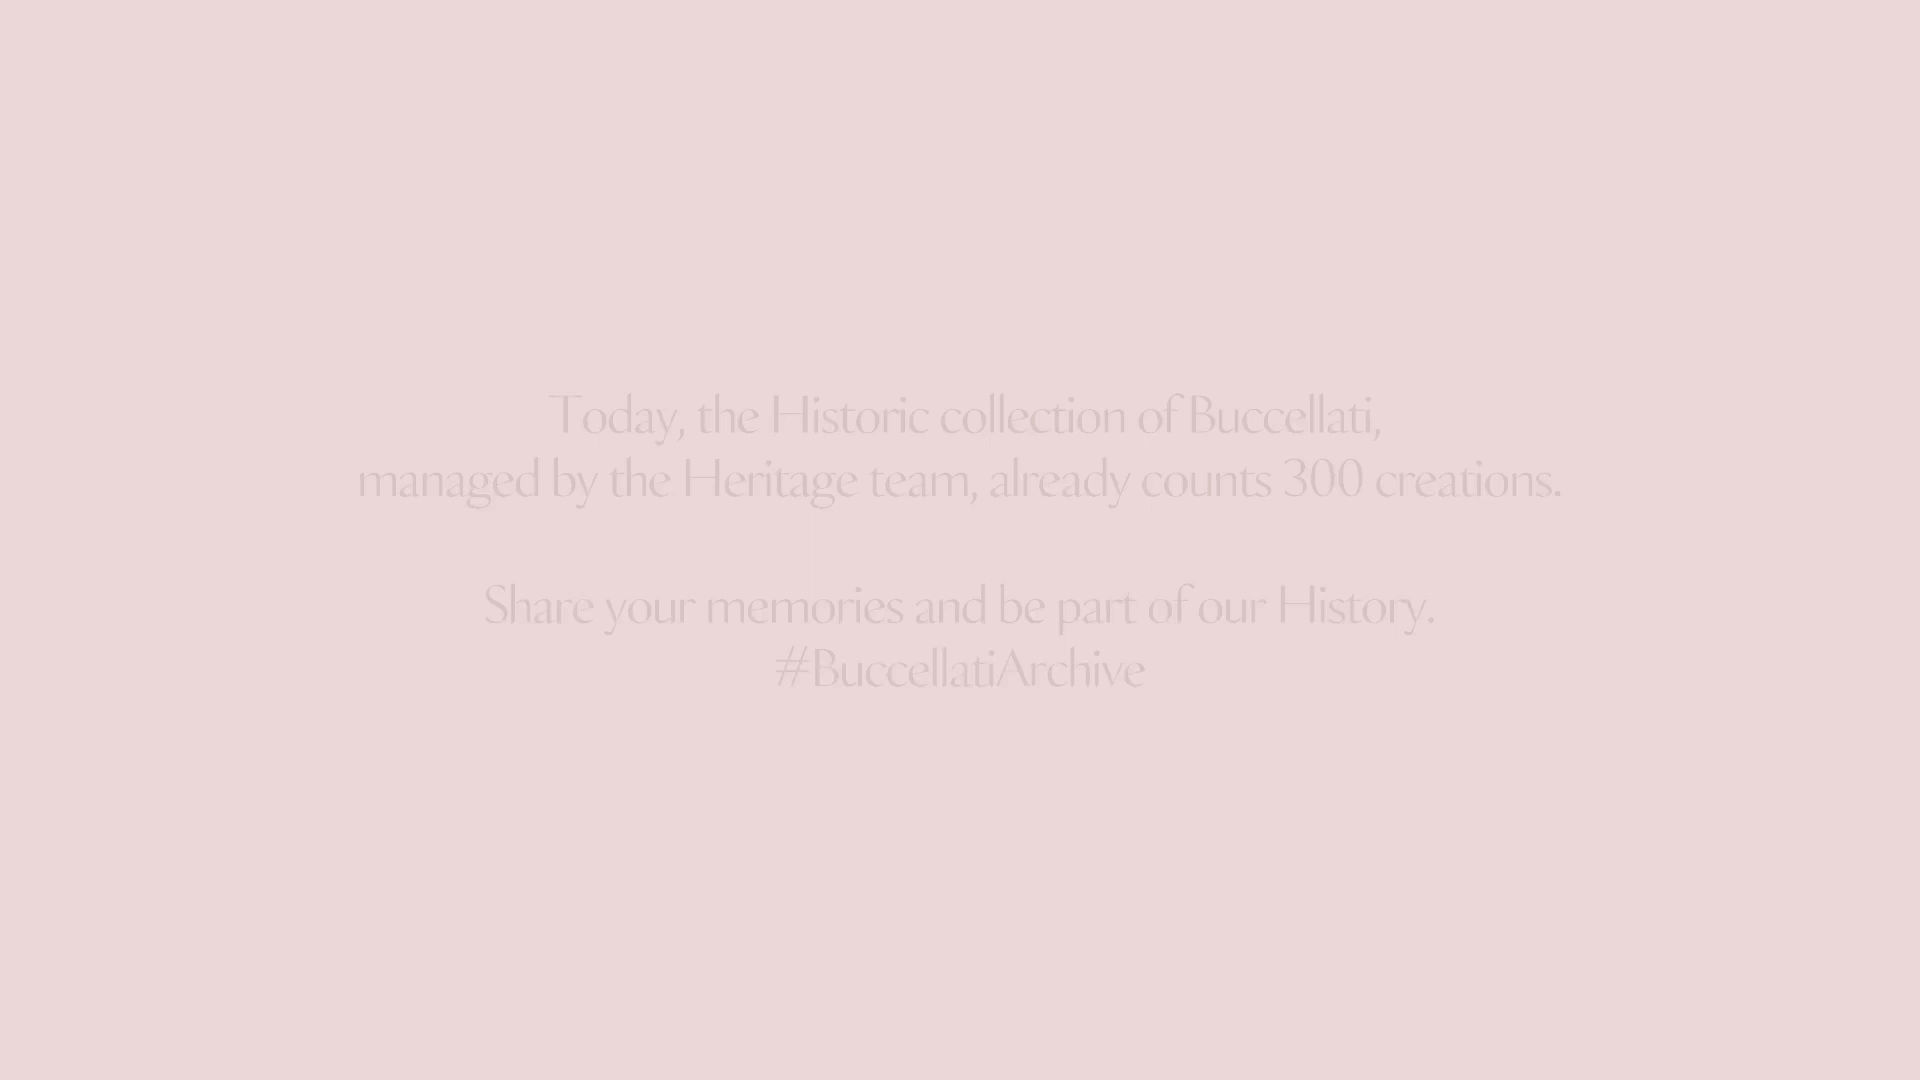 Today, the Historic collection of Buccellati,
managed by the Heritage team, already counts 300 creations.
Share your memories and be part of our History.
#BuccellatiArchive